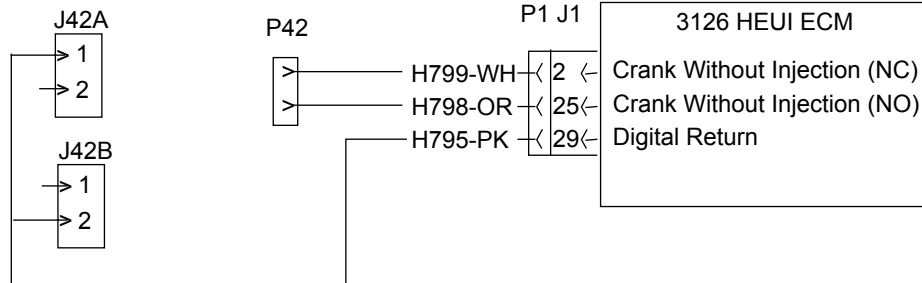 J42A
1
2
J42B
1
2
P42
P1 J1
3126 HEUI ECM
H799-WH 2 Crank Without Injection (NC)
H798-OR 25 Crank Without Injection (NO)
H795-PK 29 Digital Return